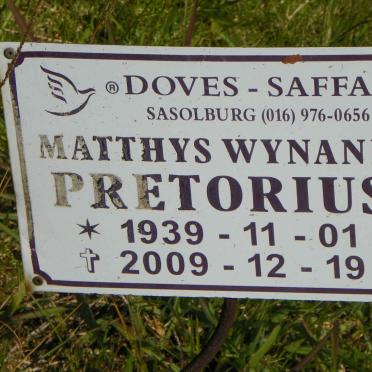 ® DOVES - SAFFA
SASOLBURG (016) 976-0656
MATTHYS WYNAN
PRETORIUS
1939 - 11 - 01
2009 - 12 - 19